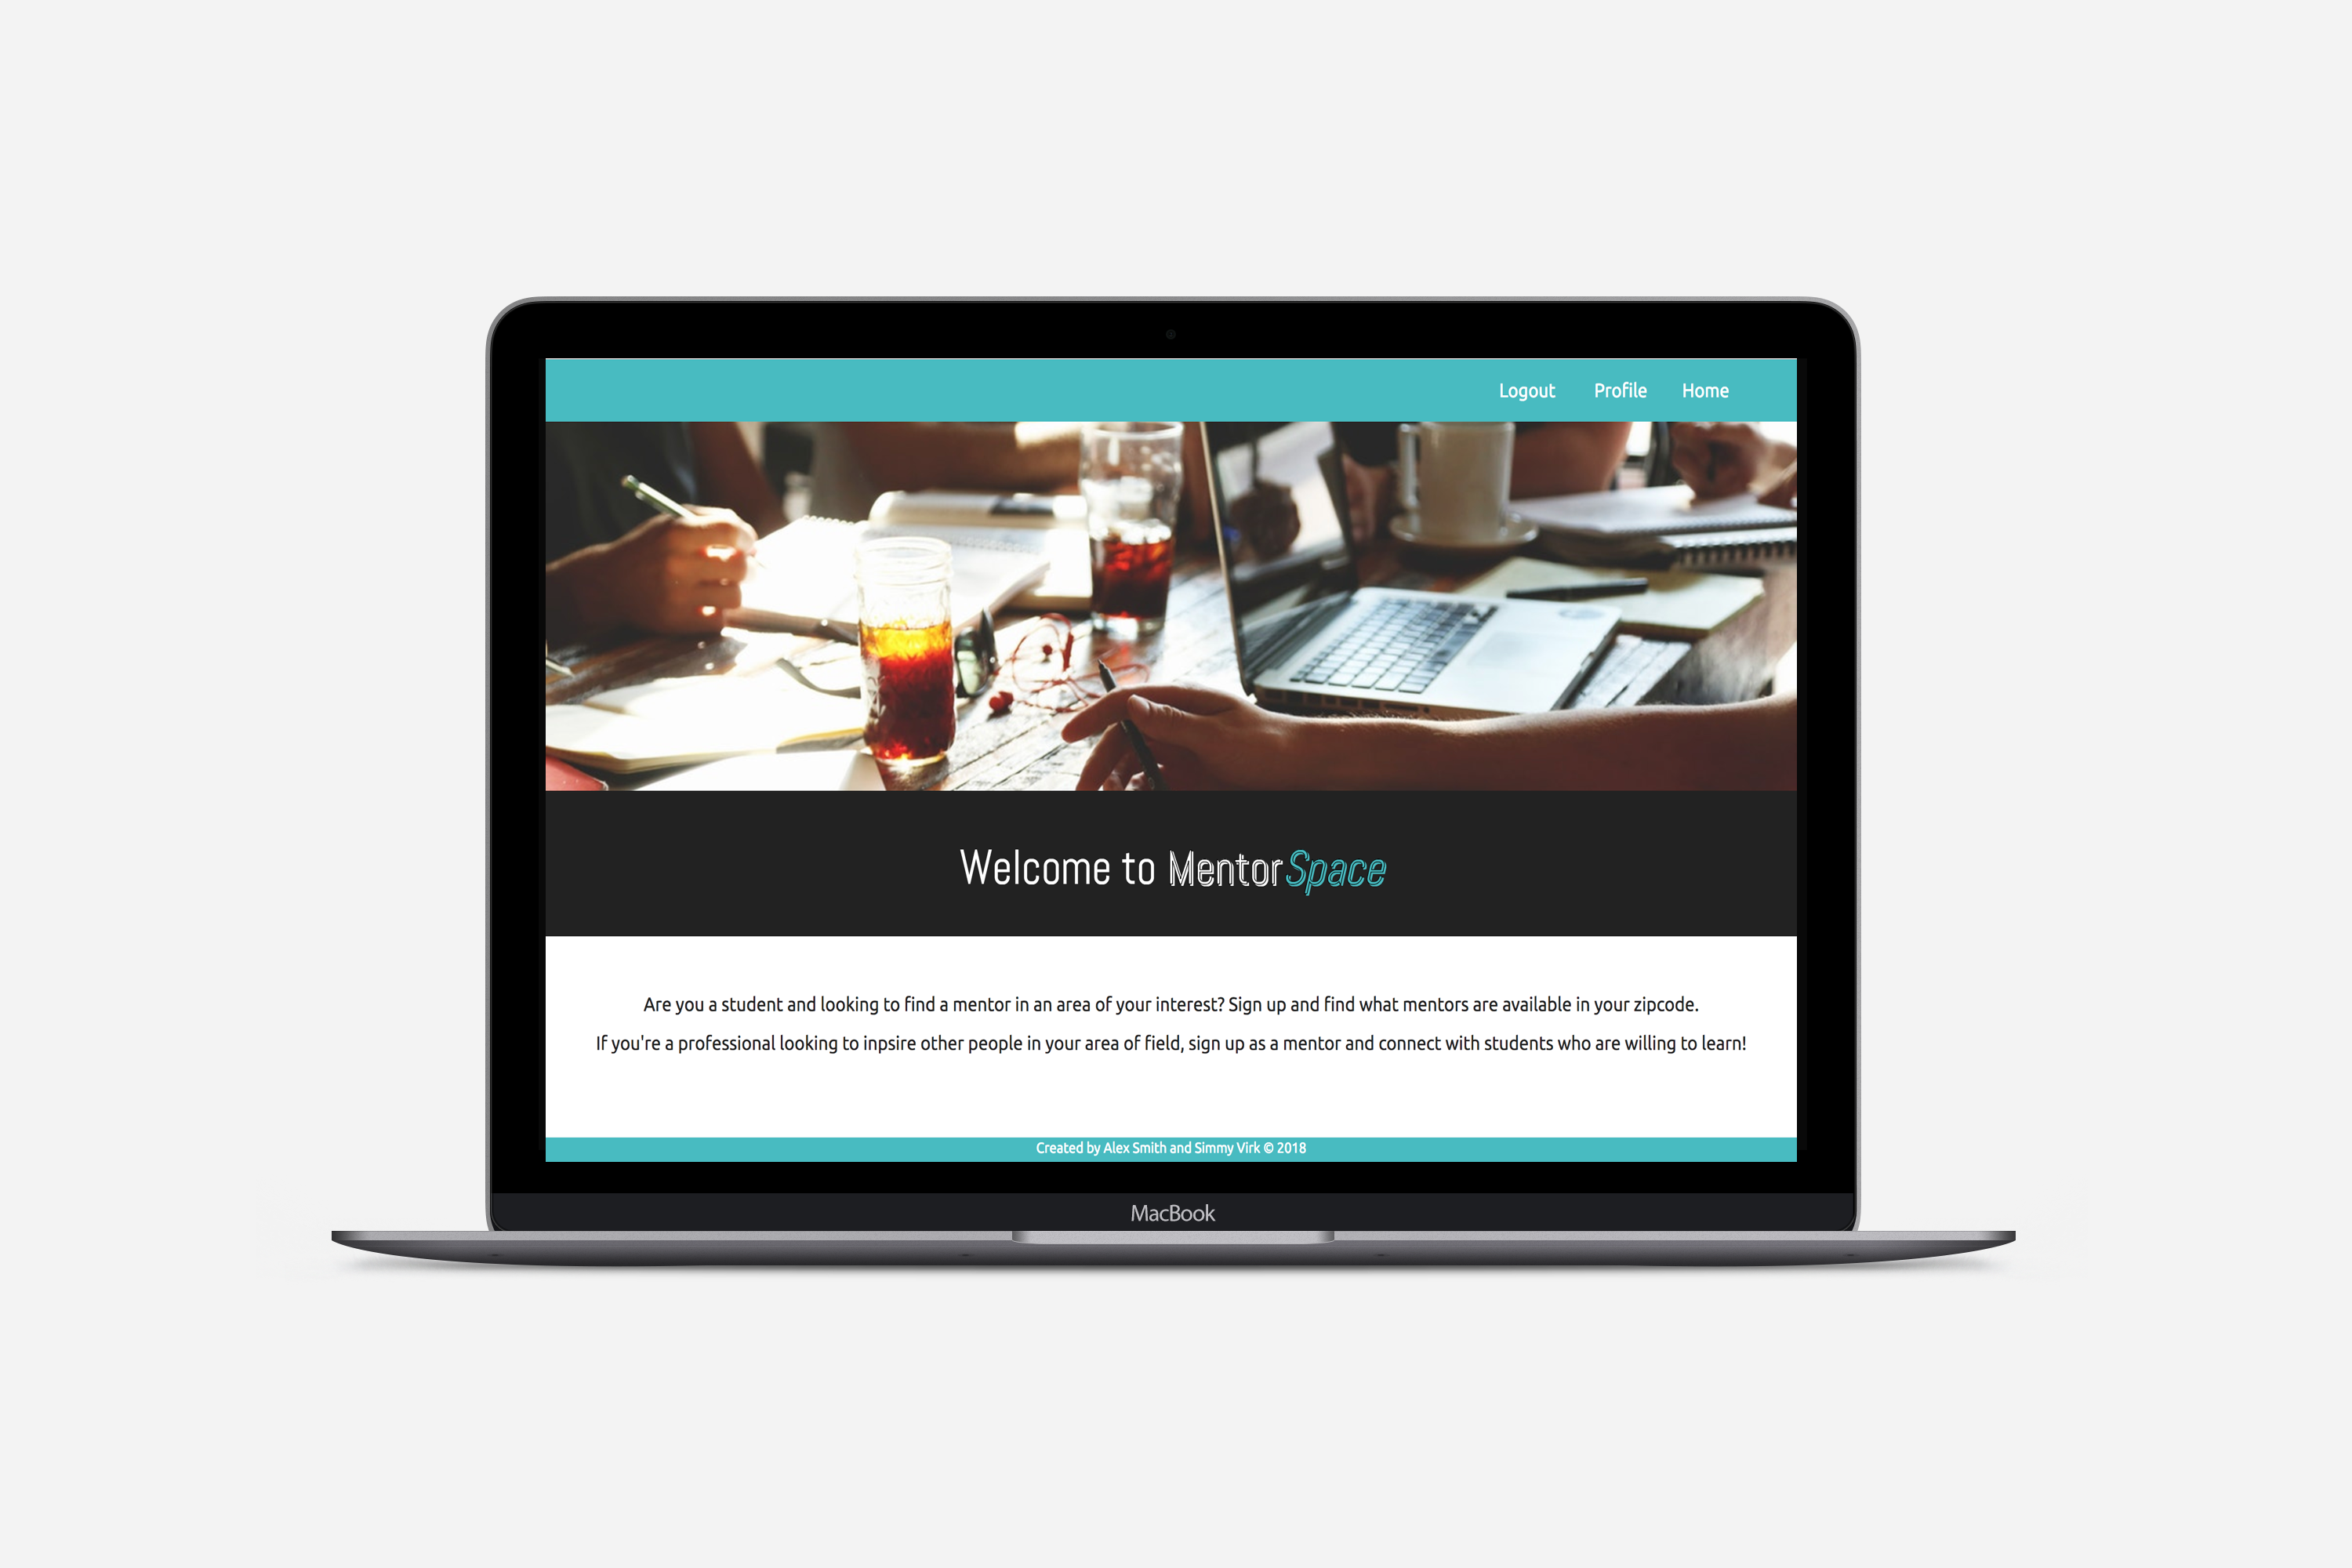 Logout Profile Home
Welcome to MentorSpace
Are you a student and looking to find a mentor in an area of your interest? Sign up and find what mentors are available in your zipcode.
If you're a professional looking to inpsire other people in your area of field, sign up as a mentor and connect with students who are willing to learn!
Created by Alex Smith and Simmy Virk © 2018
MacBook